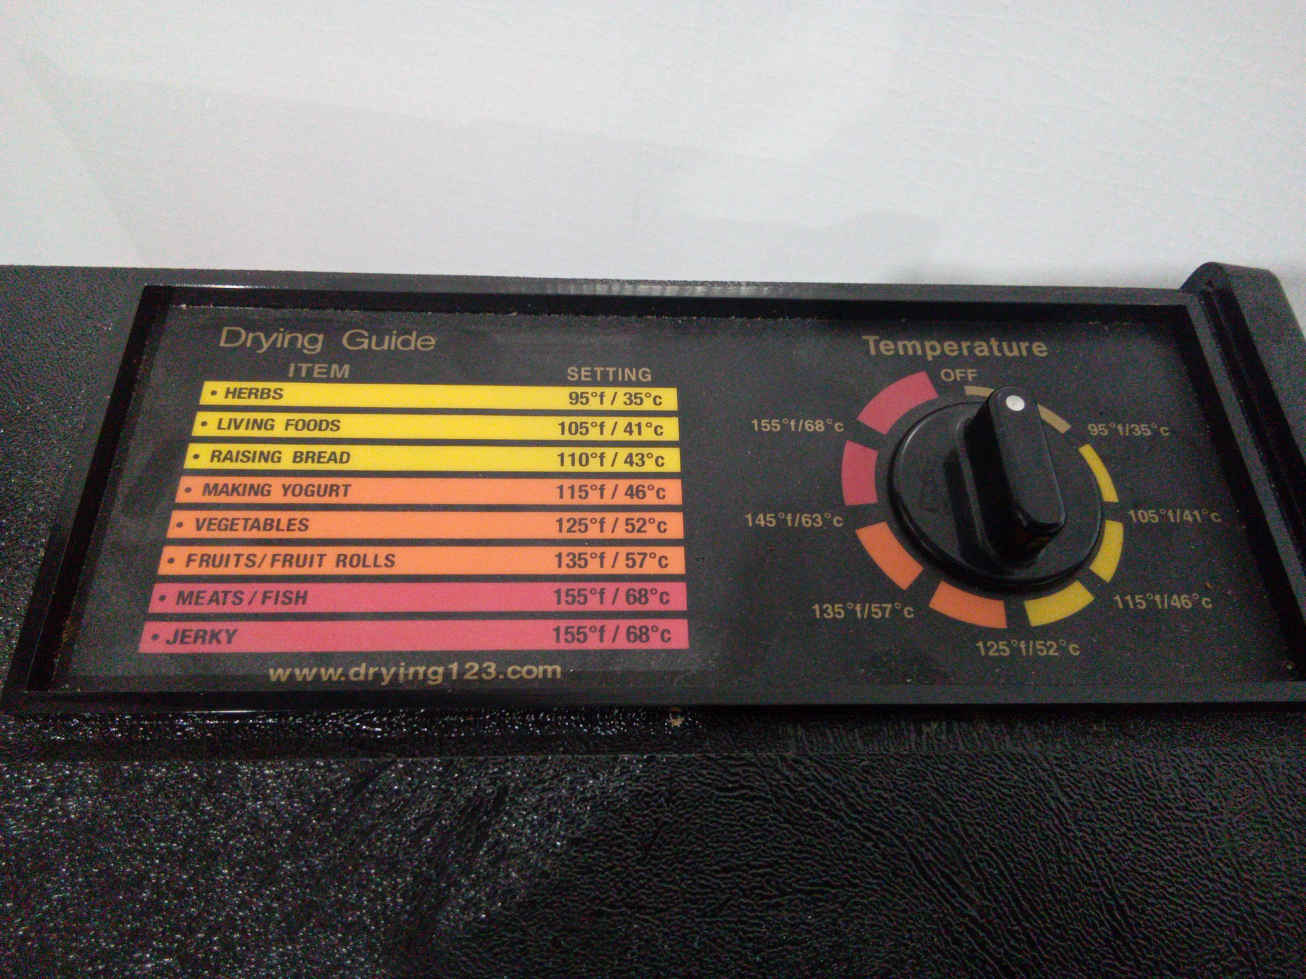 Drying Guide
ITEM SETTING
• HERBS 95°f / 35°c
• LIVING FOODS 105°f / 41°c
• RAISING BREAD 110°f / 43°c
• MAKING YOGURT 115°f / 46°c
• VEGETABLES 125°f / 52°c
• FRUITS/FRUIT ROLLS 135°f / 57°c
• MEATS/FISH 155°f / 68°c
• JERKY 155°f / 68°c
www.drying123.com
Temperature
OFF
95°f/35°c
105°f/41°c
115°f/46°c
125°f/52°c
135°f/57°c
145°f/63°c
155°f/68°c